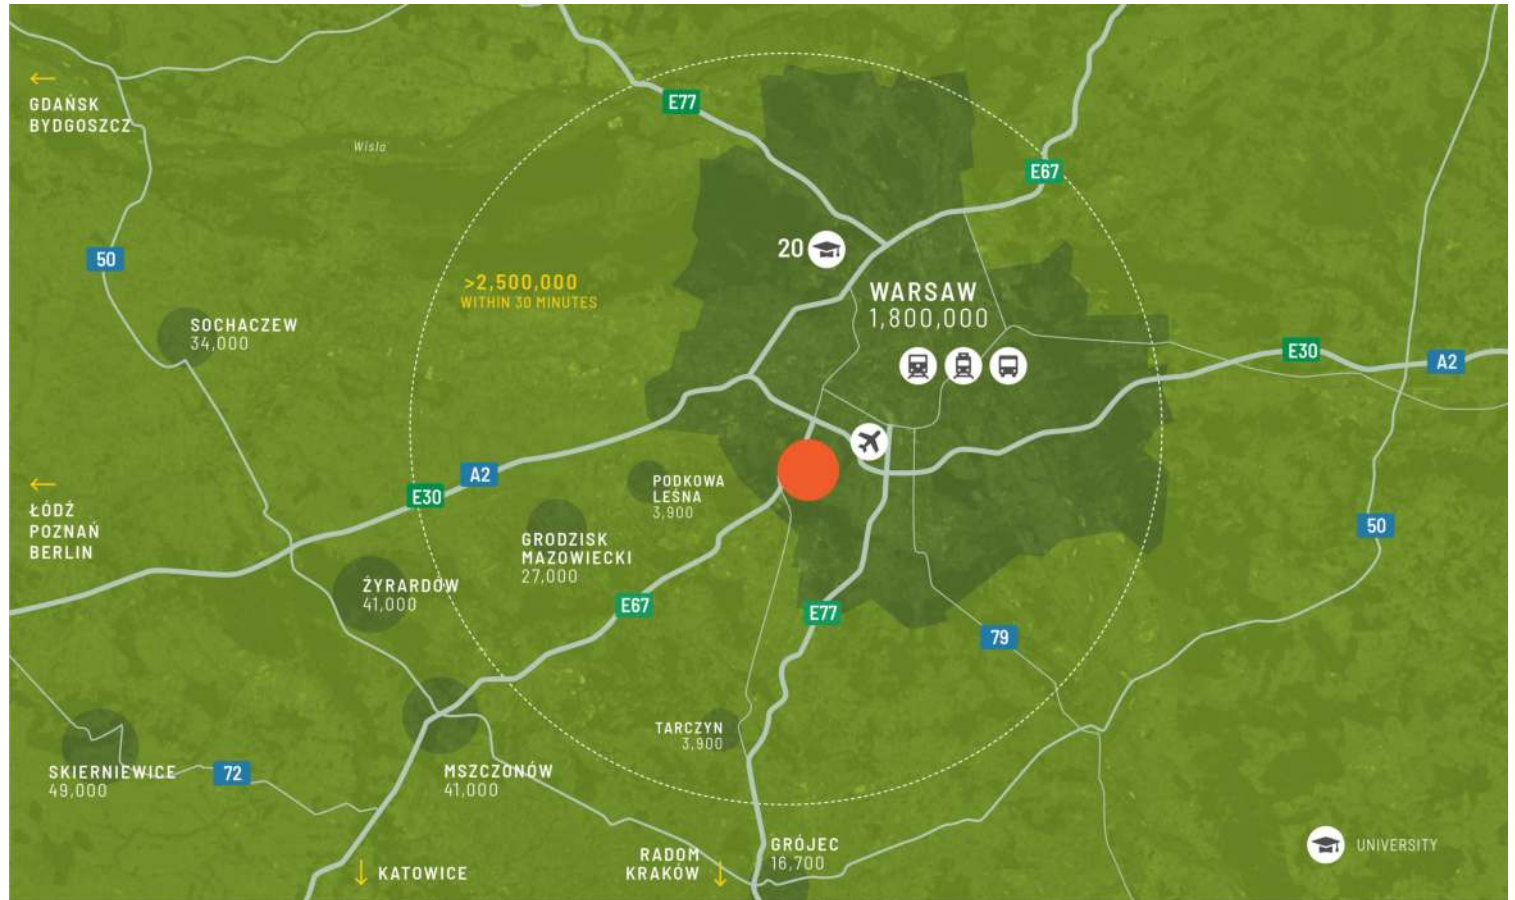 GDAŃSK
BYDGOSZCZ
Wisla
E77
E67
50
20
>2,500,000
WITHIN 30 MINUTES
WARSAW
1,800,000
SOCHACZEW
34,000
E30
A2
A2
E30
ŁÓDŹ
POZNAŃ
BERLIN
PODKOWA
LEŚNA
3,900
GRODZISK
MAZOWIECKI
27,000
50
ŻYRARDÓW
41,000
E67
E77
79
TARCZYN
3,900
SKIERNIEWICE
49,000
72
MSZCZONÓW
41,000
GRÓJEC
16,700
RADOM
KRAKÓW
KATOWICE
UNIVERSITY